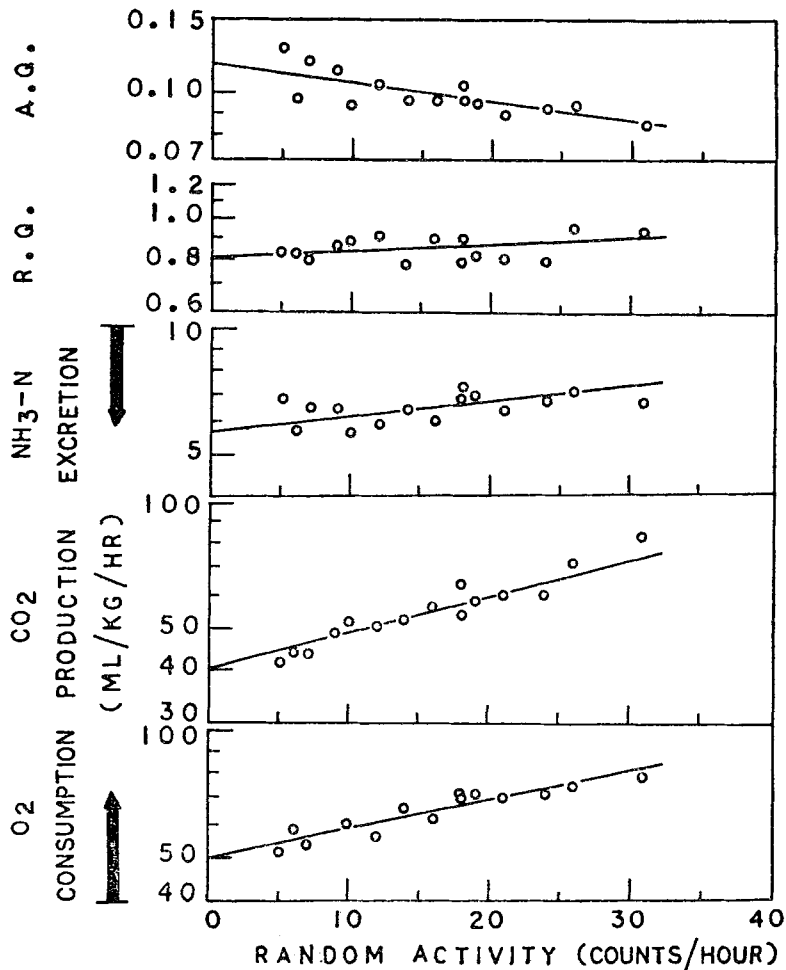 A.Q.
0.15
0.10
0.07
R.Q.
1.2
1.0
0.8
0.6
NH3-N
EXCRETION
10
5
CO2
PRODUCTION
(ML/KG/HR)
100
50
40
30
O2
CONSUMPTION
100
50
40
0 10 20 30 40
RANDOM ACTIVITY (COUNTS/HOUR)